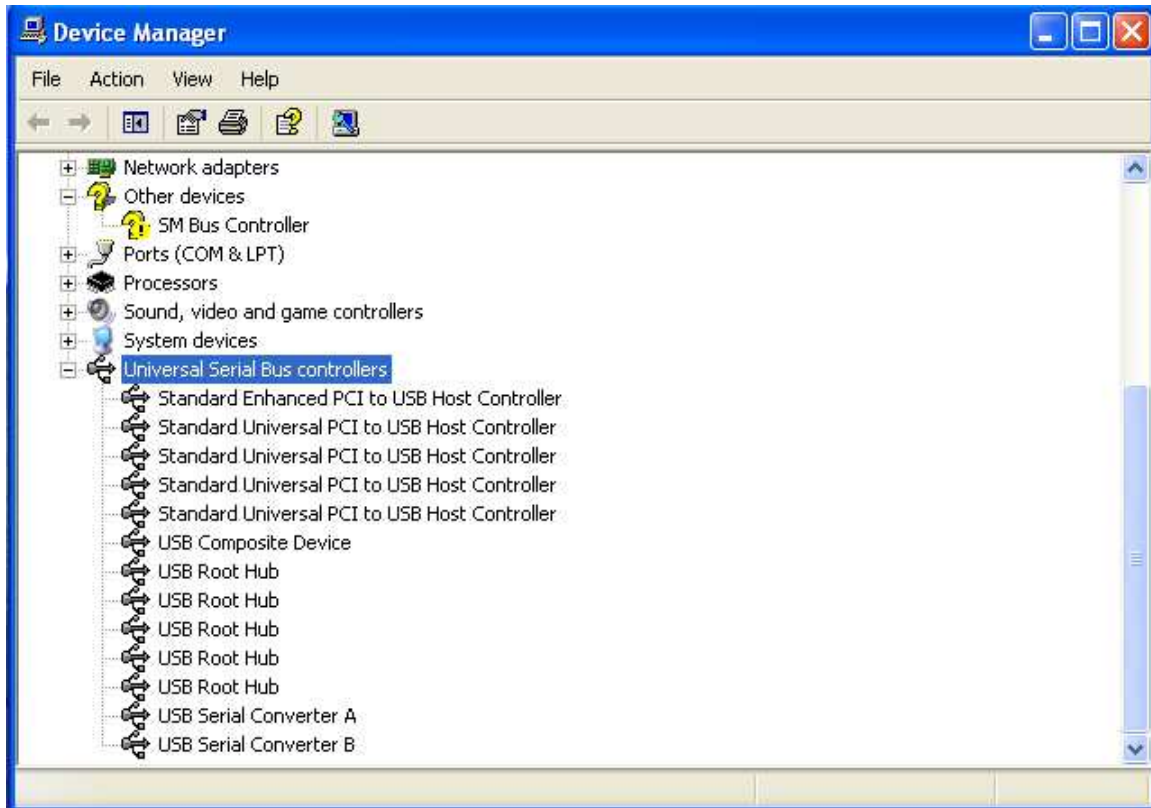 Device Manager
File Action View Help
Network adapters
Other devices
SM Bus Controller
Ports (COM & LPT)
Processors
Sound, video and game controllers
System devices
Universal Serial Bus controllers
Standard Enhanced PCI to USB Host Controller
Standard Universal PCI to USB Host Controller
Standard Universal PCI to USB Host Controller
Standard Universal PCI to USB Host Controller
Standard Universal PCI to USB Host Controller
USB Composite Device
USB Root Hub
USB Root Hub
USB Root Hub
USB Root Hub
USB Root Hub
USB Serial Converter A
USB Serial Converter B